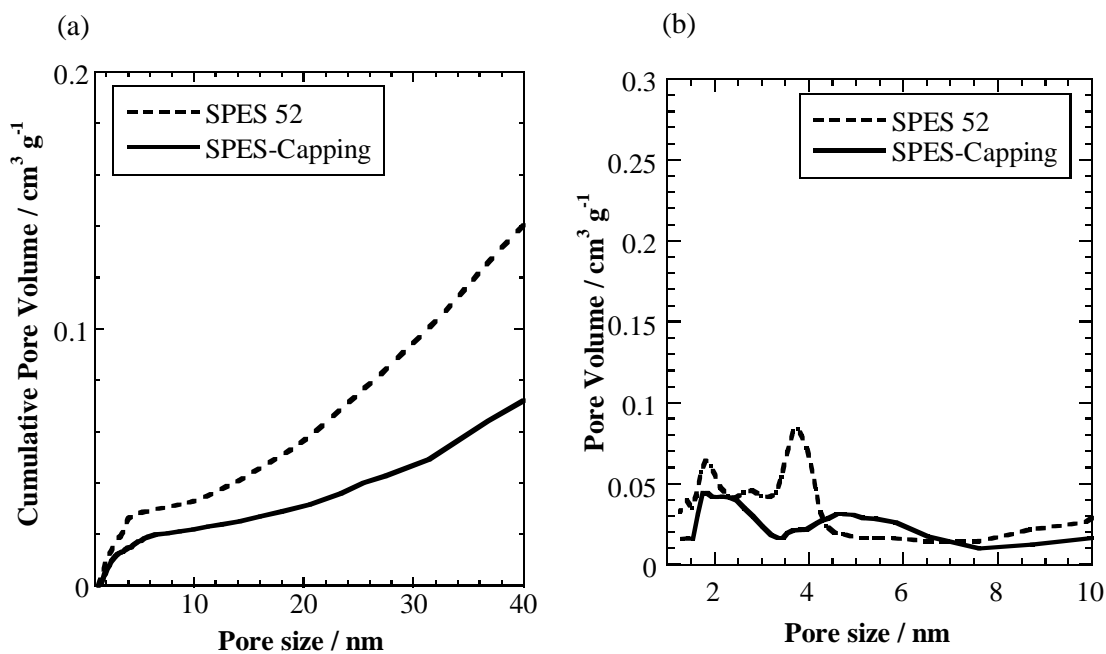 (a)
0.2
SPES 52
SPES-Capping
Cumulative Pore Volume / cm³ g⁻¹
0.1
0
10
20
30
40
Pore size / nm
(b)
0.3
SPES 52
SPES-Capping
0.25
0.2
Pore Volume / cm³ g⁻¹
0.15
0.1
0.05
0
2
4
6
8
10
Pore size / nm